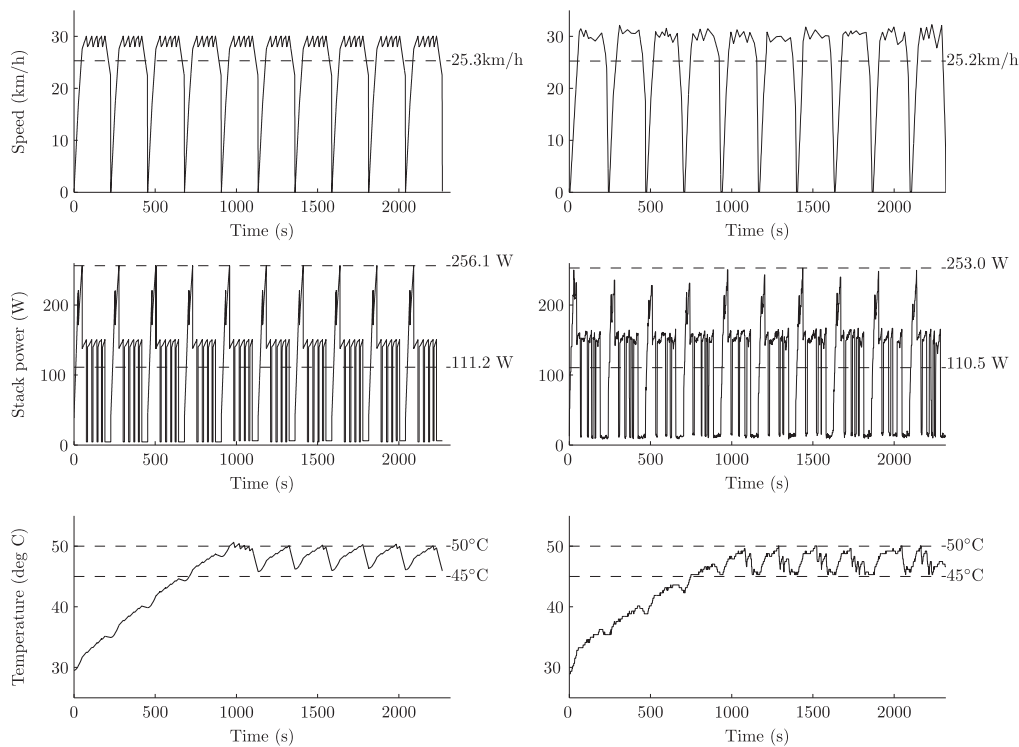 Speed (km/h)
30
20
10
0
25.3km/h
0 500 1000 1500 2000
Time (s)
30
20
10
0
25.2km/h
0 500 1000 1500 2000
Time (s)
Stack power (W)
200
100
0
256.1 W
111.2 W
0 500 1000 1500 2000
Time (s)
200
100
0
253.0 W
110.5 W
0 500 1000 1500 2000
Time (s)
Temperature (deg C)
50
40
30
50°C
45°C
0 500 1000 1500 2000
Time (s)
50
40
30
50°C
45°C
0 500 1000 1500 2000
Time (s)